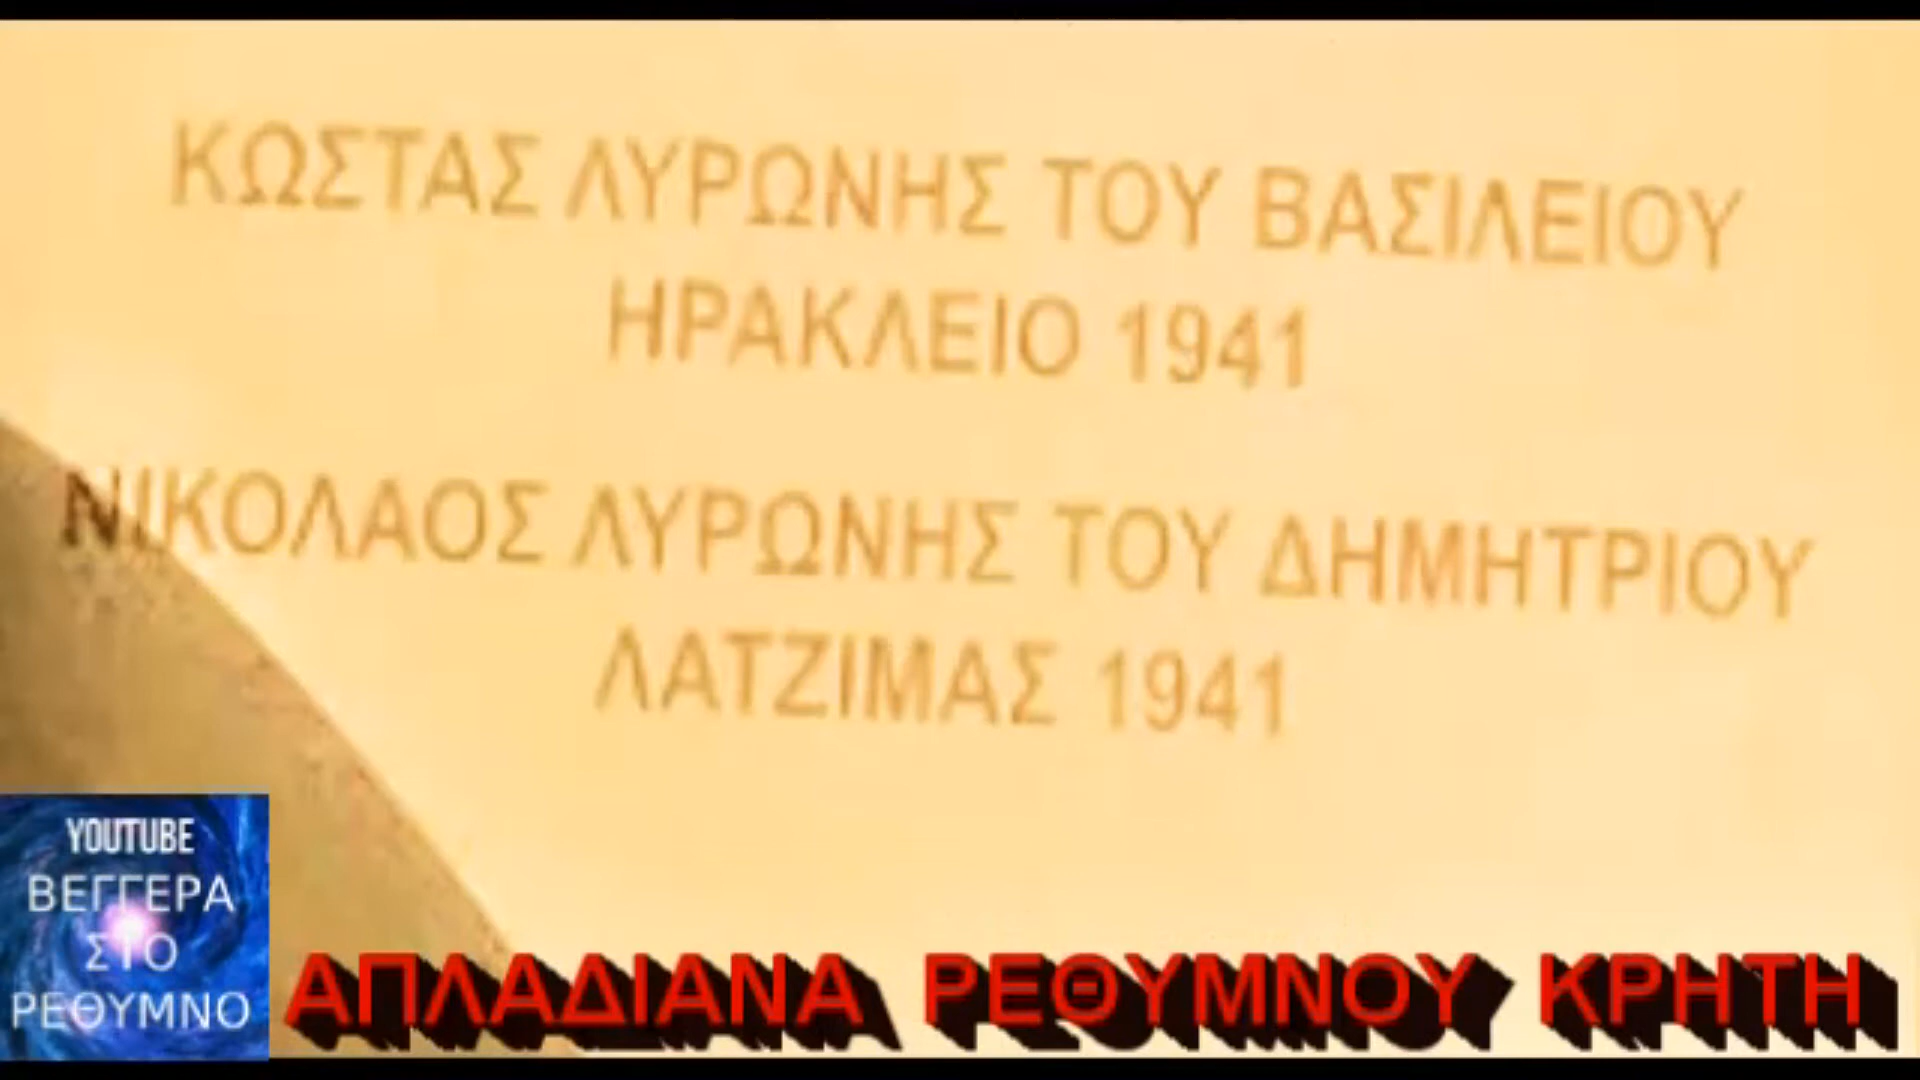 ΚΩΣΤΑΣ ΛΥΡΩΝΗΣ ΤΟΥ ΒΑΣΙΛΕΙΟΥ
ΗΡΑΚΛΕΙΟ 1941
ΝΙΚΟΛΑΟΣ ΛΥΡΩΝΗΣ ΤΟΥ ΔΗΜΗΤΡΙΟΥ
ΛΑΤΖΙΜΑΣ 1941
YOUTUBE
ΒΕΓΓΕΡΑ
ΣΤΟ
ΡΕΘΥΜΝΟ
ΑΠΛΑΔΙΑΝΑ ΡΕΘΥΜΝΟΥ ΚΡΗΤΗ